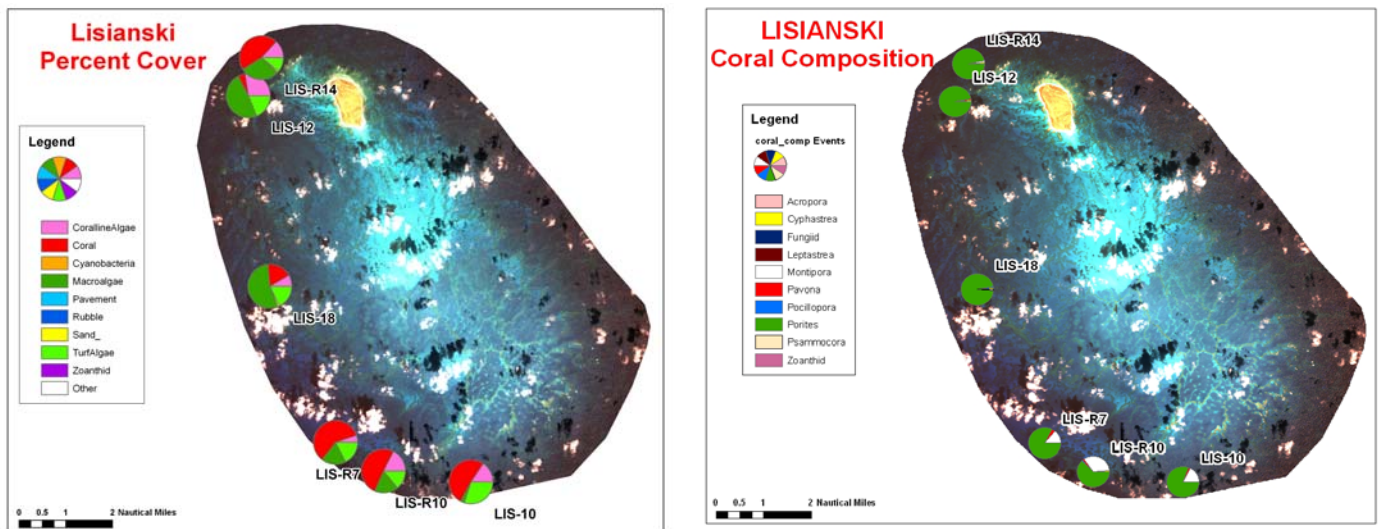 Lisianski
Percent Cover
LIS-R14
LIS-12
Legend
CorallineAlgae
Coral
Cyanobacteria
Macroalgae
Pavement
Rubble
Sand_
TurfAlgae
Zoanthid
Other
LIS-18
LIS-R7
LIS-R10
LIS-10
0 0.5 1 2 Nautical Miles
LISIANSKI
Coral Composition
LIS-R14
LIS-12
Legend
coral_comp Events
Acropora
Cyphastrea
Fungiid
Leptastrea
Montipora
Pavona
Pocillopora
Porites
Psammocora
Zoanthid
LIS-18
LIS-R7
LIS-R10
LIS-10
0 0.5 1 2 Nautical Miles